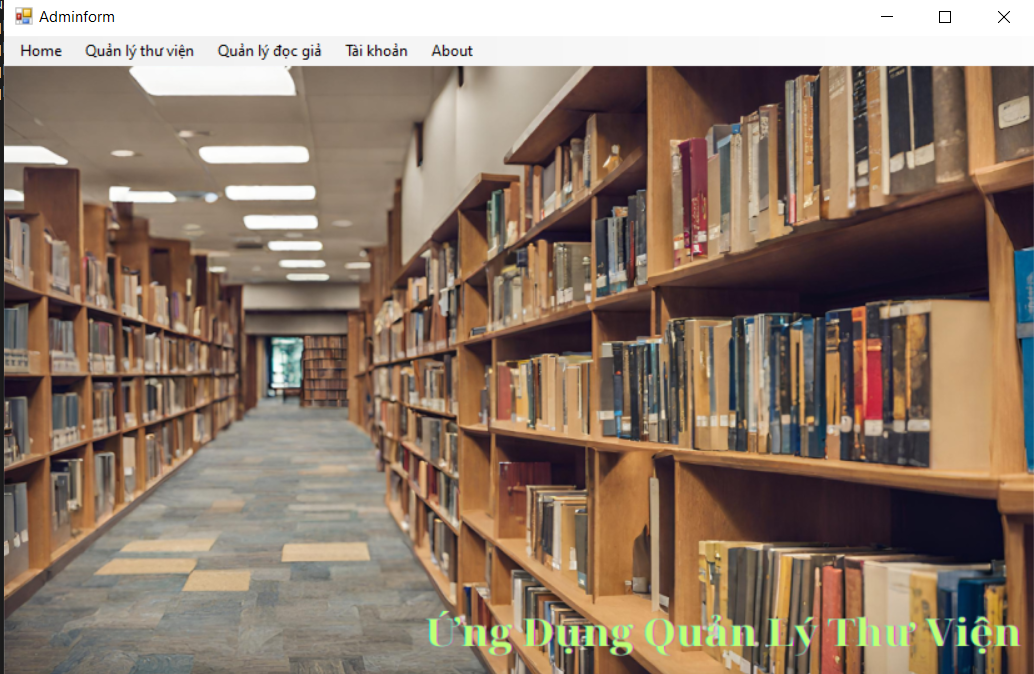 Adminform
Home Quản lý thư viện Quản lý đọc giả Tài khoản About
Ứng Dụng Quản Lý Thư Viện